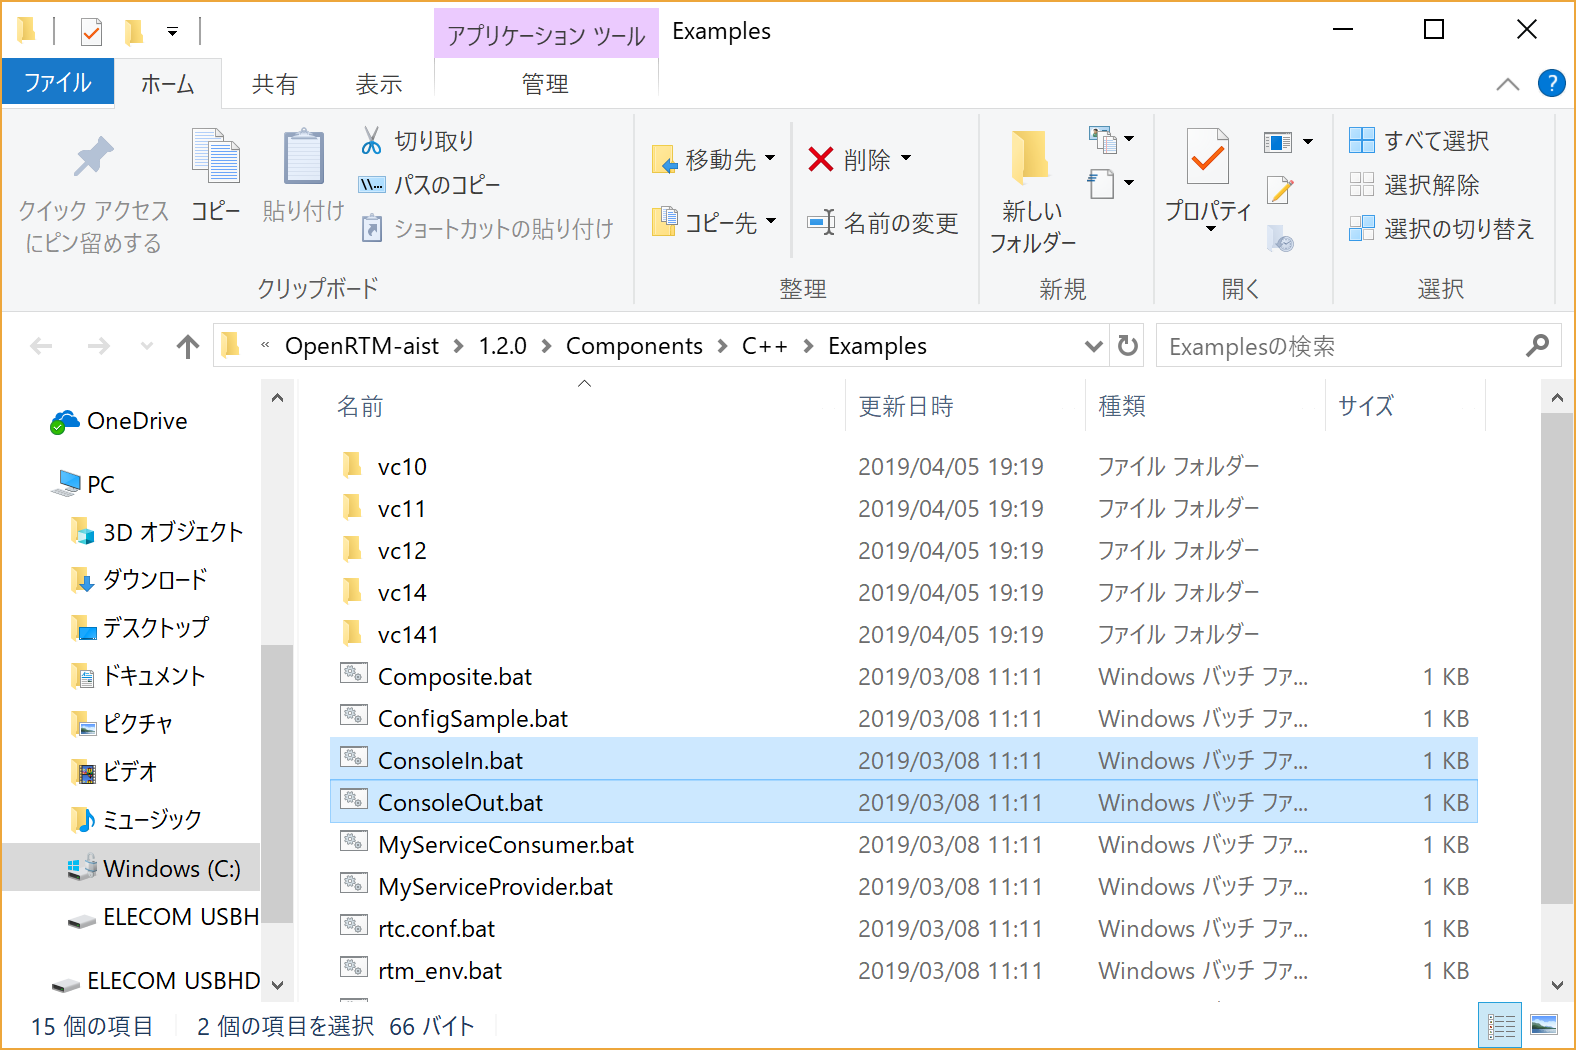 アプリケーション ツール
Examples
ファイル
ホーム
共有
表示
管理
?
クイック アクセス
にピン留めする
コピー
貼り付け
切り取り
パスのコピー
ショートカットの貼り付け
クリップボード
移動先
コピー先
削除
名前の変更
整理
新しい
フォルダー
新規
プロパティ
開く
すべて選択
選択解除
選択の切り替え
選択
« OpenRTM-aist > 1.2.0 > Components > C++ > Examples
Examplesの検索
OneDrive
PC
3D オブジェクト
ダウンロード
デスクトップ
ドキュメント
ピクチャ
ビデオ
ミュージック
Windows (C:)
ELECOM USBH
ELECOM USBHD
名前 更新日時 種類 サイズ
vc10 2019/04/05 19:19 ファイル フォルダー
vc11 2019/04/05 19:19 ファイル フォルダー
vc12 2019/04/05 19:19 ファイル フォルダー
vc14 2019/04/05 19:19 ファイル フォルダー
vc141 2019/04/05 19:19 ファイル フォルダー
Composite.bat 2019/03/08 11:11 Windows バッチ ファ... 1 KB
ConfigSample.bat 2019/03/08 11:11 Windows バッチ ファ... 1 KB
ConsoleIn.bat 2019/03/08 11:11 Windows バッチ ファ... 1 KB
ConsoleOut.bat 2019/03/08 11:11 Windows バッチ ファ... 1 KB
MyServiceConsumer.bat 2019/03/08 11:11 Windows バッチ ファ... 1 KB
MyServiceProvider.bat 2019/03/08 11:11 Windows バッチ ファ... 1 KB
rtc.conf.bat 2019/03/08 11:11 Windows バッチ ファ... 1 KB
rtm_env.bat 2019/03/08 11:11 Windows バッチ ファ... 1 KB
15 個の項目 2 個の項目を選択 66 バイト